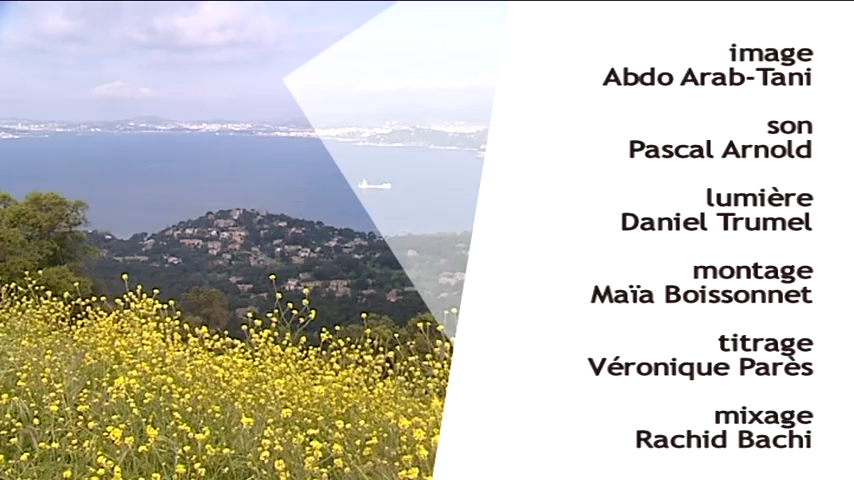 image
Abdo Arab-Tani
son
Pascal Arnold
lumière
Daniel Trumel
montage
Maïa Boissonnet
titrage
Véronique Parès
mixage
Rachid Bachi